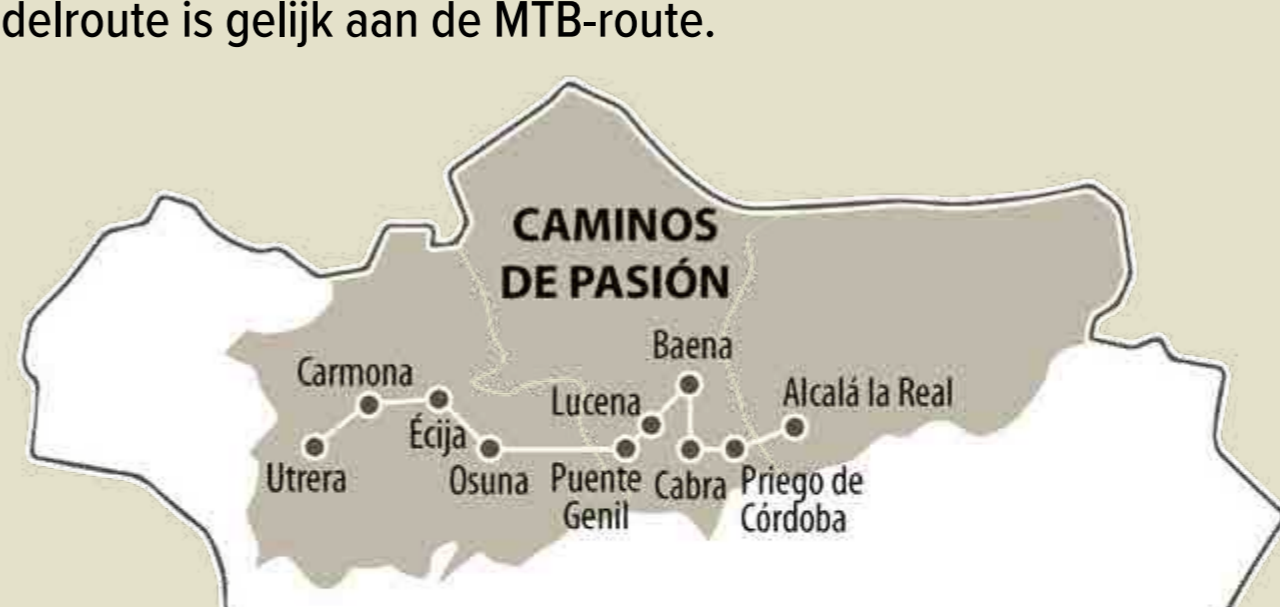 delroute is gelijk aan de MTB-route.
CAMINOS
DE PASIÓN
Baena
Carmona
Alcalá la Real
Lucena
Écija
Utrera
Osuna
Puente
Genil
Cabra
Priego de
Córdoba